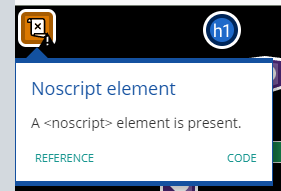 h1
Noscript element
A <noscript> element is present.
REFERENCE
CODE